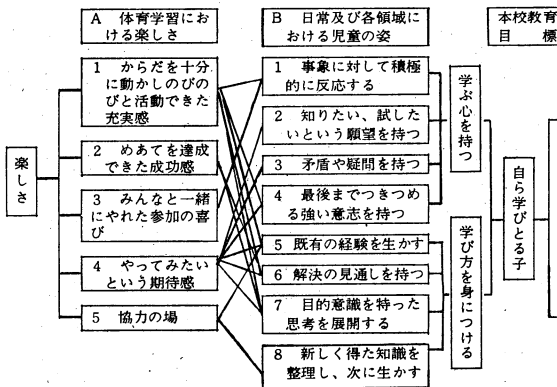 A 体育学習にお
ける楽しさ
B 日常及び各領域
における児童の姿
本校教育
目標
楽しさ
1 からだを十分
に動かしのびの
びと活動できた
充実感
2 めあてを達成
できた成功感
3 みんなと一緒
にやれた参加の喜
び
4 やってみたい
という期待感
5 協力の場
1 事象に対して積極
的に反応する
2 知りたい、試した
いという願望を持つ
3 矛盾や疑問を持つ
4 最後までつきつめ
る強い意志を持つ
5 既有の経験を生かす
6 解決の見通しを持つ
7 目的意識を持った
思考を展開する
8 新しく得た知識を
整理し、次に生かす
学ぶ心を持つ
学び方を身につける
自ら学びとる子